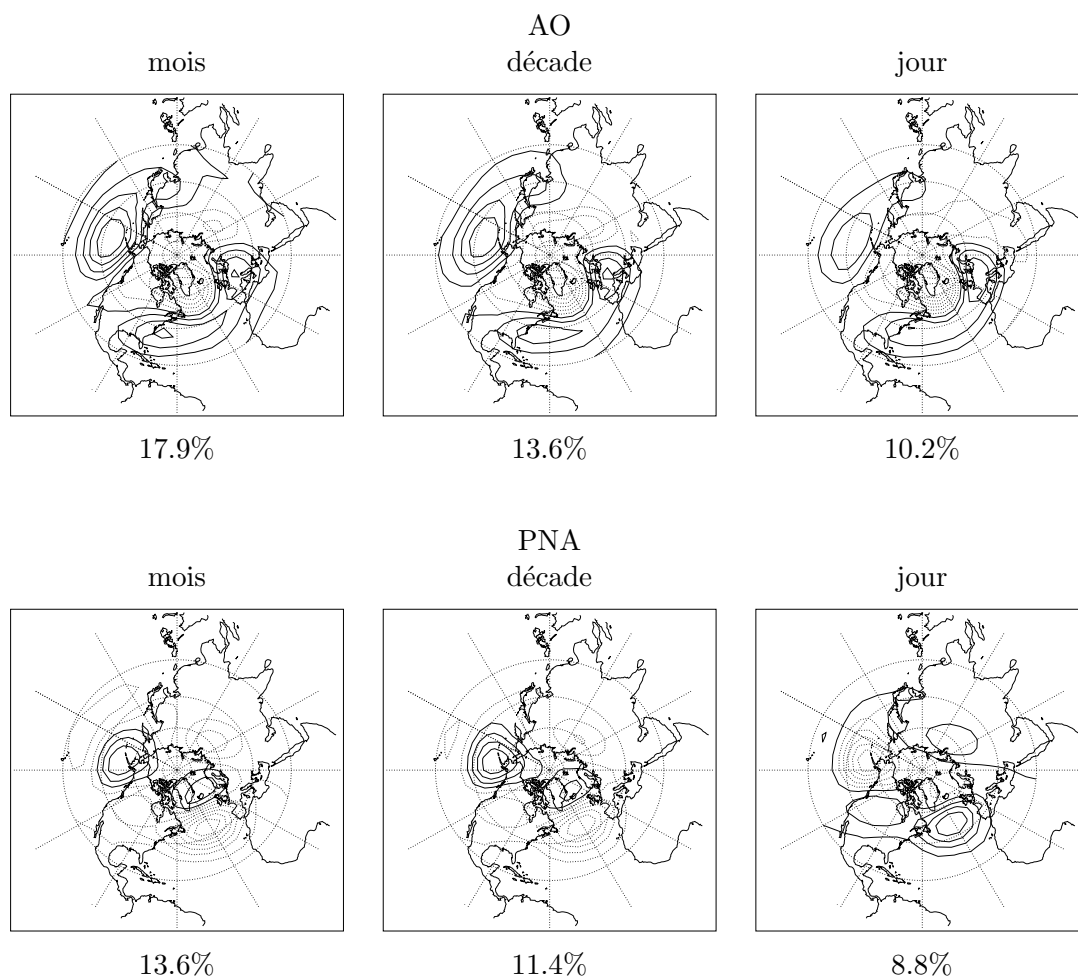 AO
mois décade jour
17.9% 13.6% 10.2%
PNA
mois décade jour
13.6% 11.4% 8.8%